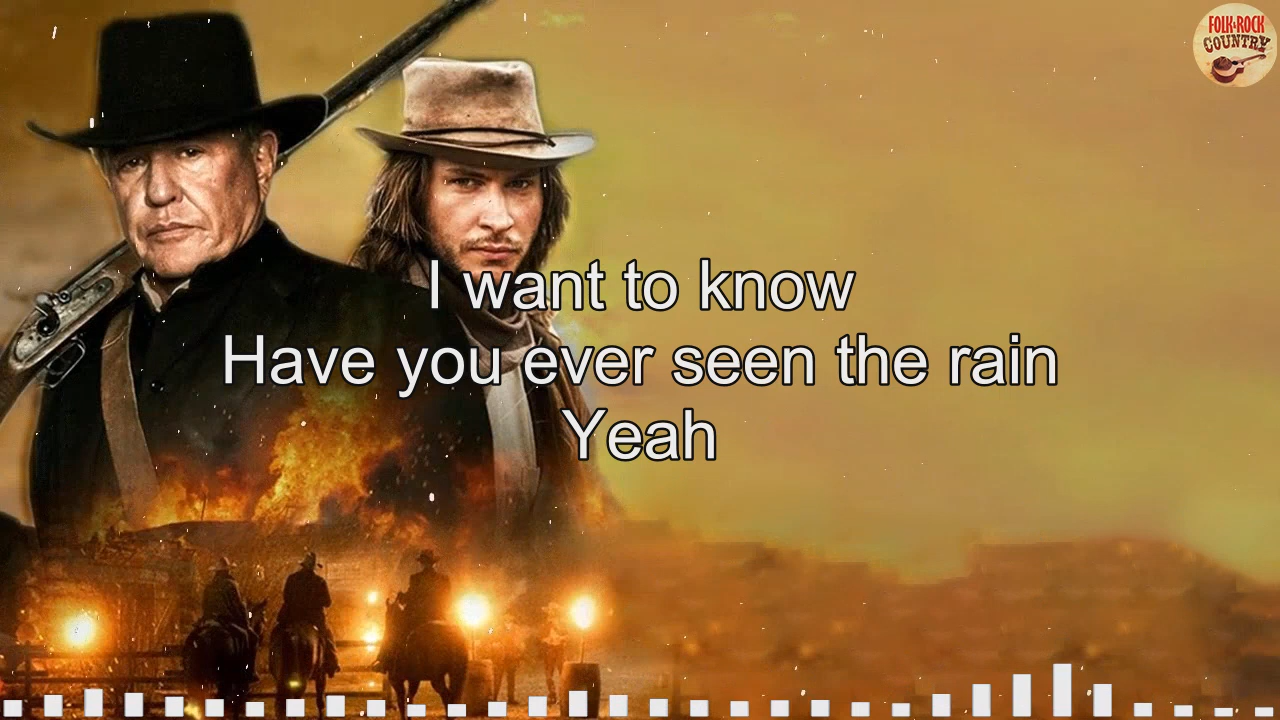 FOLK & ROCK
COUNTRY
I want to know
Have you ever seen the rain
Yeah